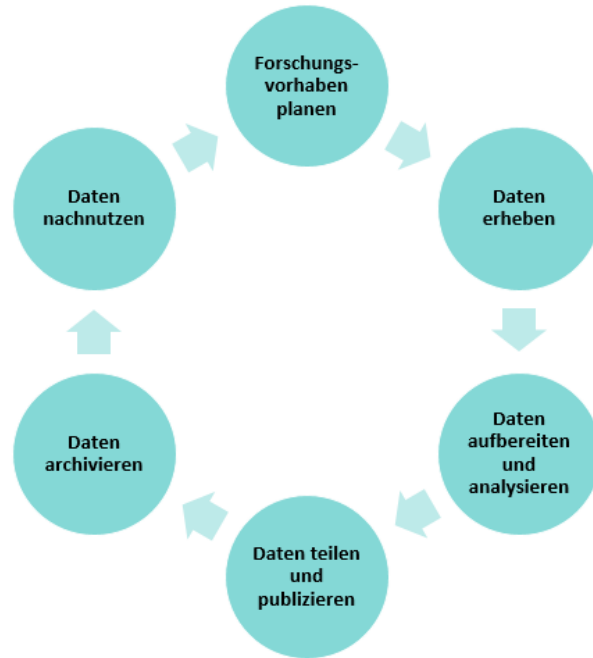 Forschungs-
vorhaben
planen
Daten
erheben
Daten
aufbereiten
und
analysieren
Daten teilen
und
publizieren
Daten
archivieren
Daten
nachnutzen